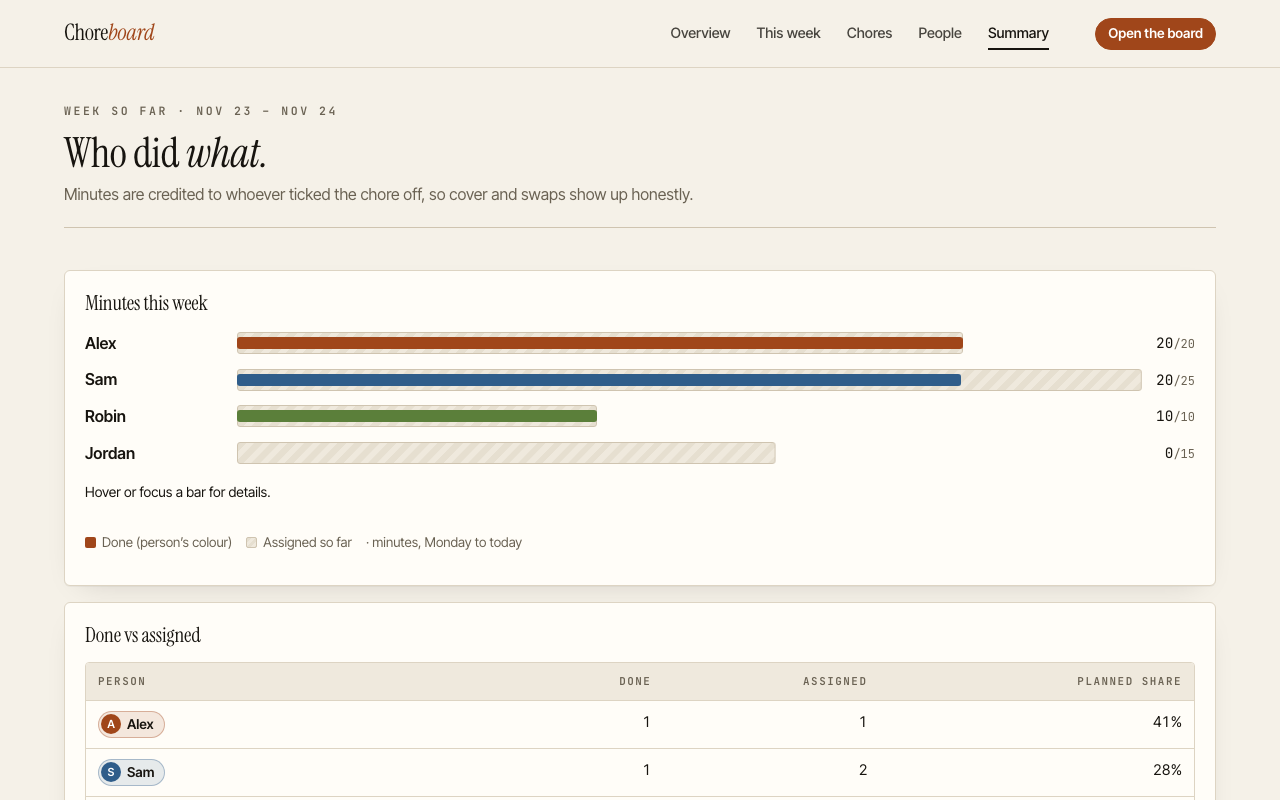 Choreboard
Overview This week Chores People Summary Open the board
WEEK SO FAR · NOV 23 – NOV 24
Who did what.
Minutes are credited to whoever ticked the chore off, so cover and swaps show up honestly.
Minutes this week
Alex 20/20
Sam 20/25
Robin 10/10
Jordan 0/15
Hover or focus a bar for details.
Done (person’s colour) Assigned so far · minutes, Monday to today
Done vs assigned
PERSON DONE ASSIGNED PLANNED SHARE
A Alex 1 1 41%
S Sam 1 2 28%